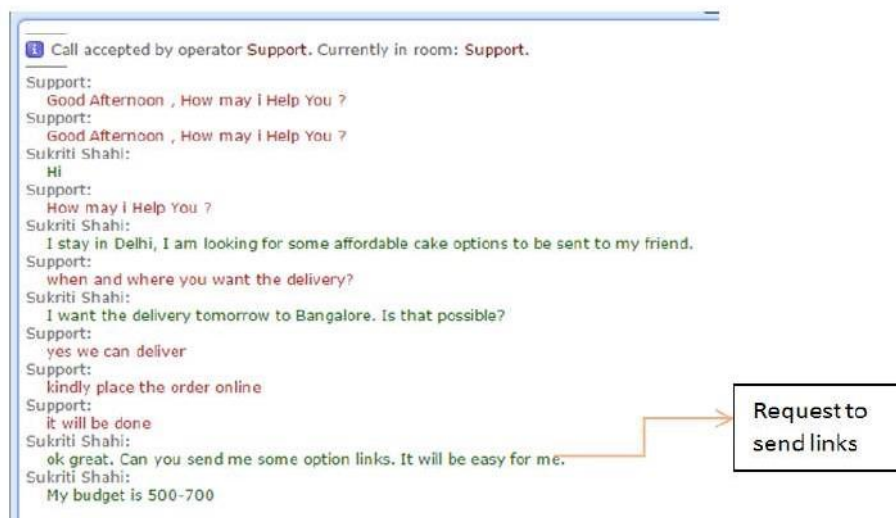 Call accepted by operator Support. Currently in room: Support.
Support:
Good Afternoon , How may i Help You ?
Support:
Good Afternoon , How may i Help You ?
Sukriti Shahi:
Hi
Support:
How may i Help You ?
Sukriti Shahi:
I stay in Delhi, I am looking for some affordable cake options to be sent to my friend.
Support:
when and where you want the delivery?
Sukriti Shahi:
I want the delivery tomorrow to Bangalore. Is that possible?
Support:
yes we can deliver
Support:
kindly place the order online
Support:
it will be done
Sukriti Shahi:
ok great. Can you send me some option links. It will be easy for me.
Sukriti Shahi:
My budget is 500-700
Request to
send links